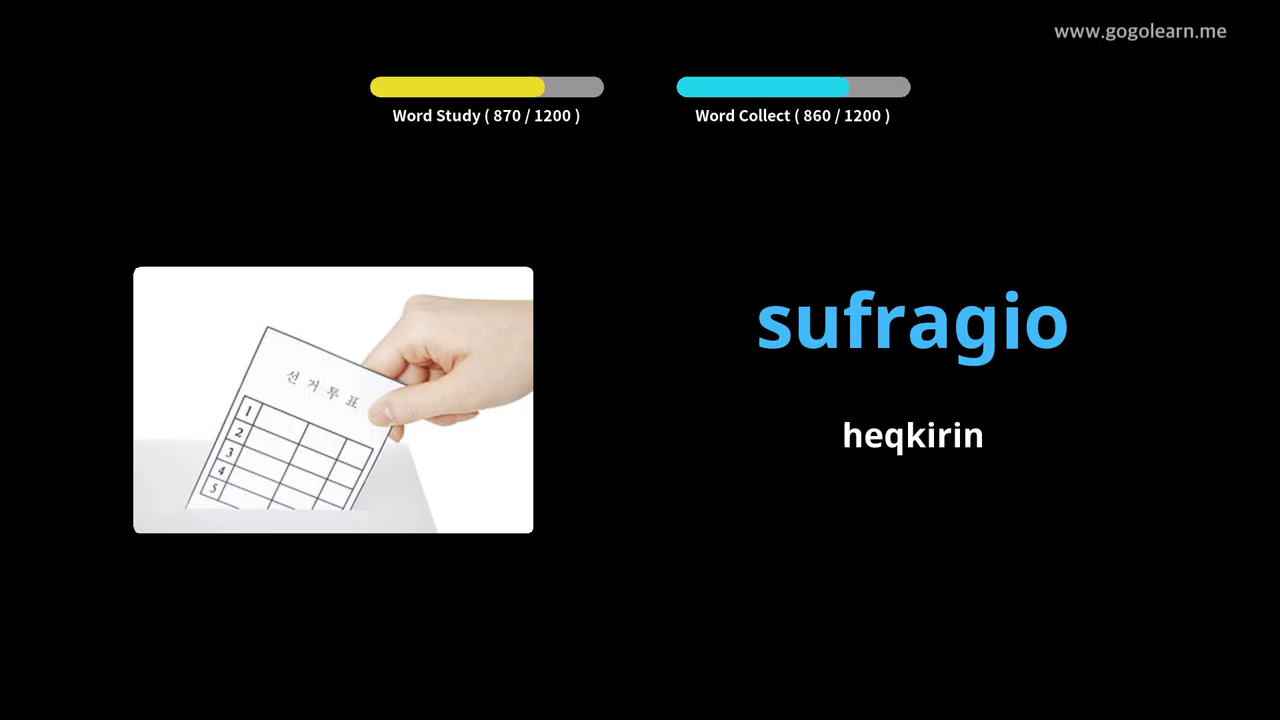 www.gogolearn.me
Word Study ( 870 / 1200 )
Word Collect ( 860 / 1200 )
선거투표
1
2
3
4
5
sufragio
heqkirin